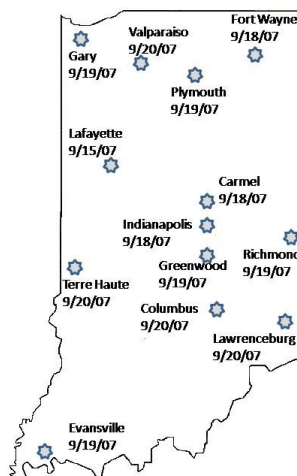 Fort Wayne
9/18/07
Valparaiso
9/20/07
Gary
9/19/07
Plymouth
9/19/07
Lafayette
9/15/07
Carmel
9/18/07
Indianapolis
9/18/07
Richmond
9/19/07
Greenwood
9/19/07
Terre Haute
9/20/07
Columbus
9/20/07
Lawrenceburg
9/20/07
Evansville
9/19/07